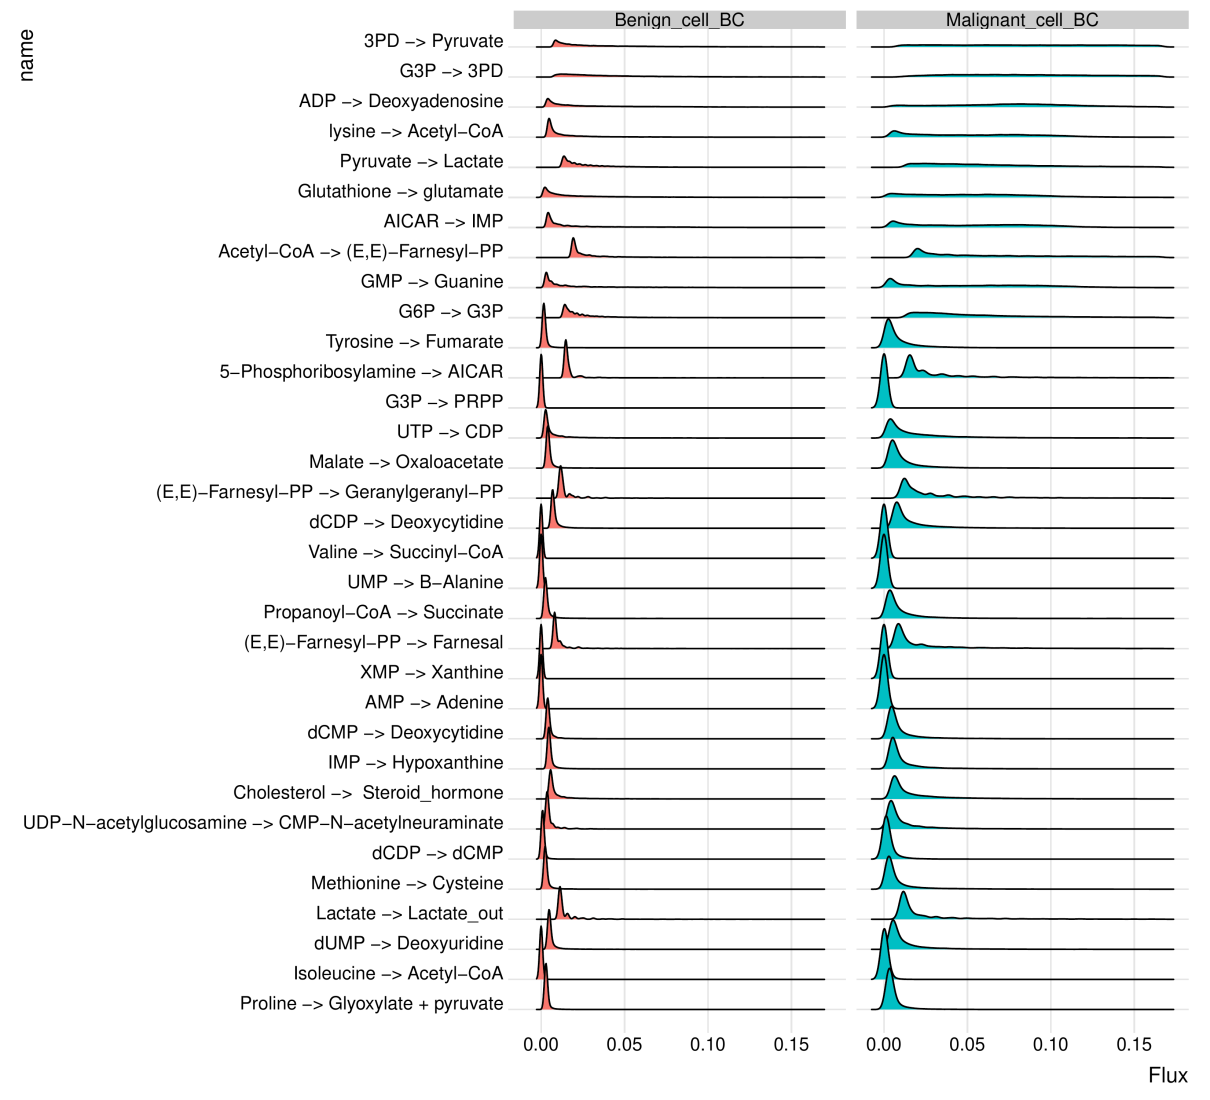 Benign_cell_BC
Malignant_cell_BC
name
3PD −> Pyruvate
G3P −> 3PD
ADP −> Deoxyadenosine
lysine −> Acetyl−CoA
Pyruvate −> Lactate
Glutathione −> glutamate
AICAR −> IMP
Acetyl−CoA −> (E,E)−Farnesyl−PP
GMP −> Guanine
G6P −> G3P
Tyrosine −> Fumarate
5−Phosphoribosylamine −> AICAR
G3P −> PRPP
UTP −> CDP
Malate −> Oxaloacetate
(E,E)−Farnesyl−PP −> Geranylgeranyl−PP
dCDP −> Deoxycytidine
Valine −> Succinyl−CoA
UMP −> B−Alanine
Propanoyl−CoA −> Succinate
(E,E)−Farnesyl−PP −> Farnesal
XMP −> Xanthine
AMP −> Adenine
dCMP −> Deoxycytidine
IMP −> Hypoxanthine
Cholesterol −>  Steroid_hormone
UDP−N−acetylglucosamine −> CMP−N−acetylneuraminate
dCDP −> dCMP
Methionine −> Cysteine
Lactate −> Lactate_out
dUMP −> Deoxyuridine
Isoleucine −> Acetyl−CoA
Proline −> Glyoxylate + pyruvate
0.00 0.05 0.10 0.15
0.00 0.05 0.10 0.15
Flux